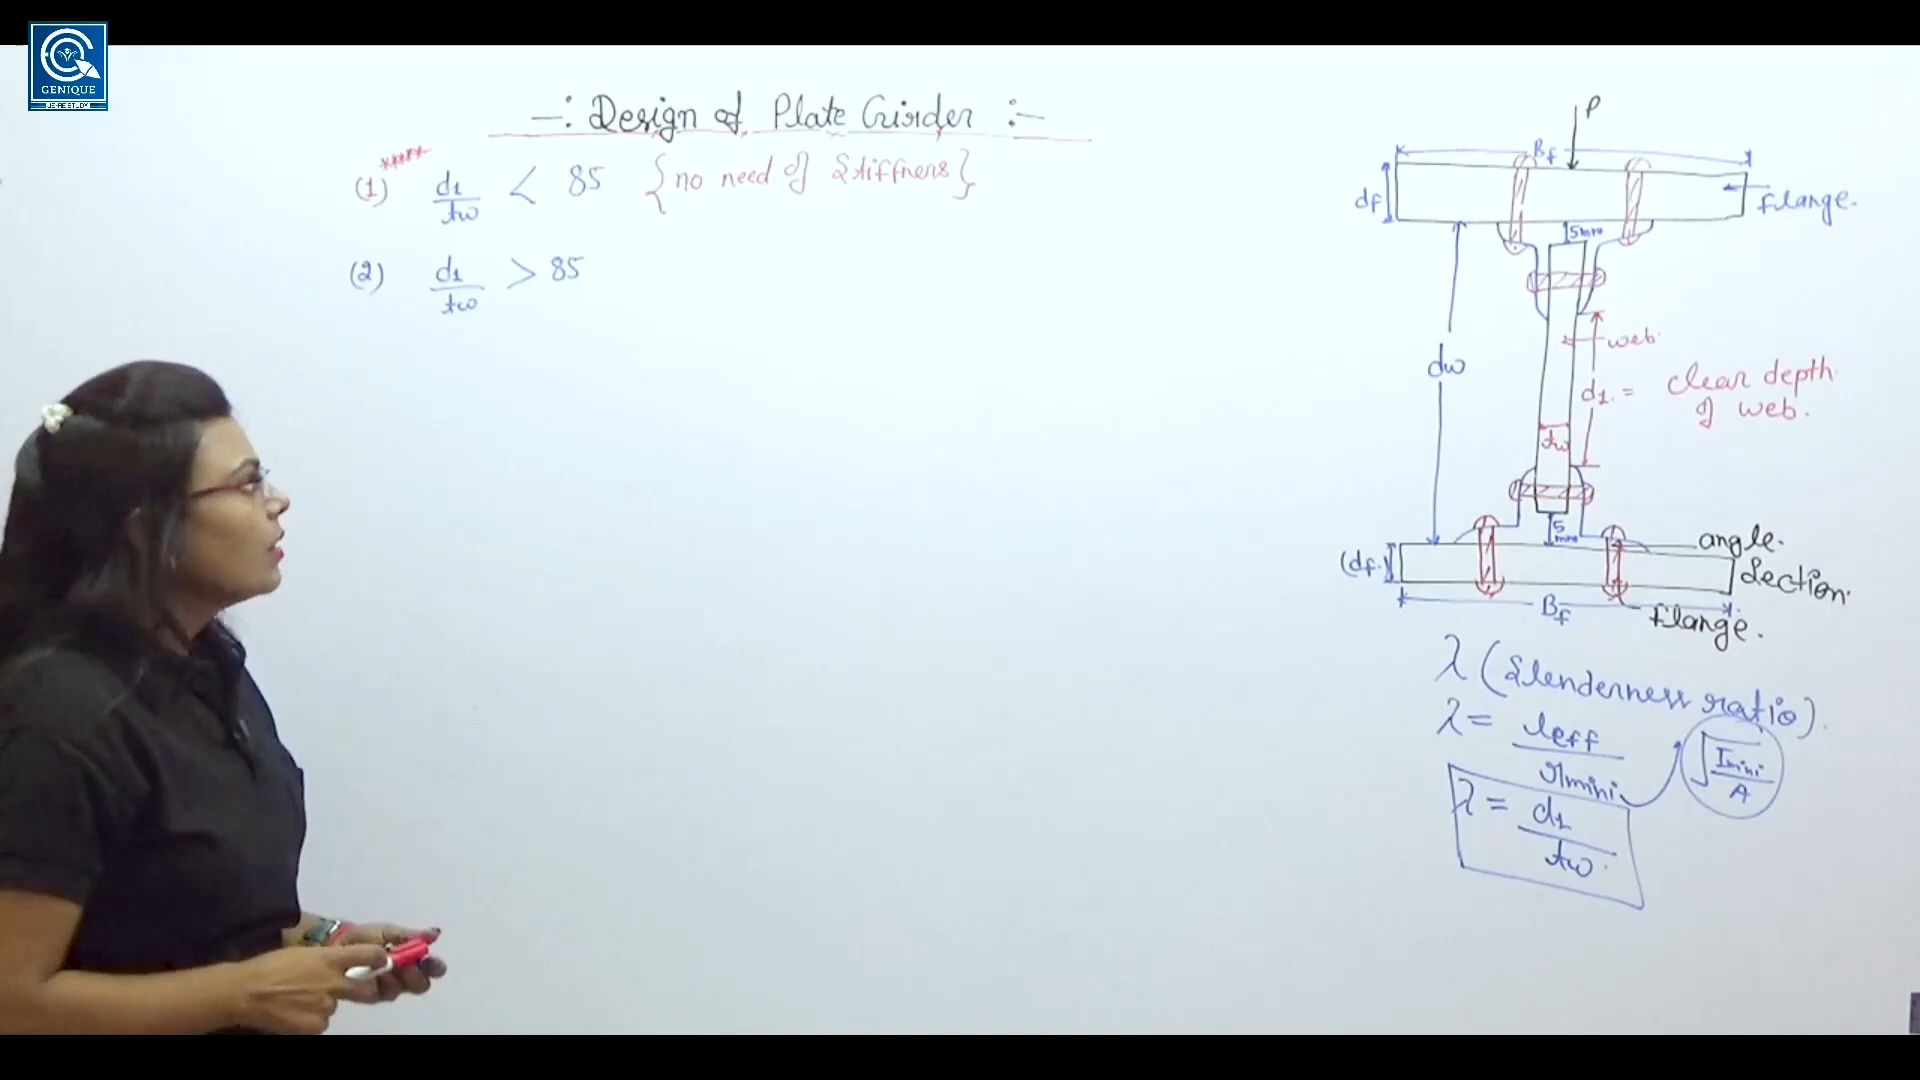 GENIQUE
-: Design of Plate Girder :-
(1) d1/tw < 85 {no need of Stiffners}
(2) d1/tw > 85
P
Bf
df
flange.
5mm
web.
dw
d1 = clear depth
of web.
tw
5
mm
angle
Section.
(df)
Bf
flange.
λ (Slenderness ratio).
λ = leff/rmini
√Imini/A
λ = d1/tw